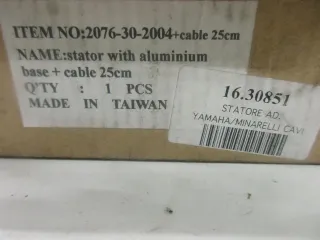 ITEM NO:2076-30-2004+cable 25cm
NAME:stator with aluminium
base + cable 25cm
Q'TY : 1 PCS
MADE IN TAIWAN
16.30851
STATORE AD.
YAMAHA/MINARELLI CAVI